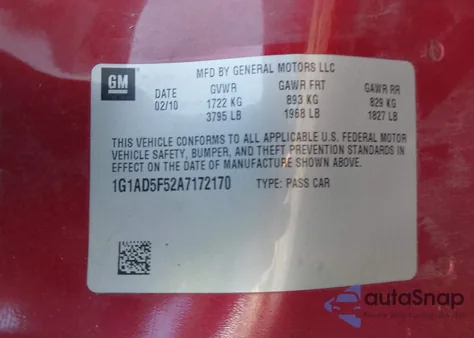 GM
MFD BY GENERAL MOTORS LLC
DATE GVWR GAWR FRT GAWR RR
02/10 1722 KG 893 KG 829 KG
3795 LB 1968 LB 1827 LB
THIS VEHICLE CONFORMS TO ALL APPLICABLE U.S. FEDERAL MOTOR
VEHICLE SAFETY, BUMPER, AND THEFT PREVENTION STANDARDS IN
EFFECT ON THE DATE OF MANUFACTURE SHOWN ABOVE.
1G1AD5F52A7172170 TYPE: PASS CAR
autaSnap